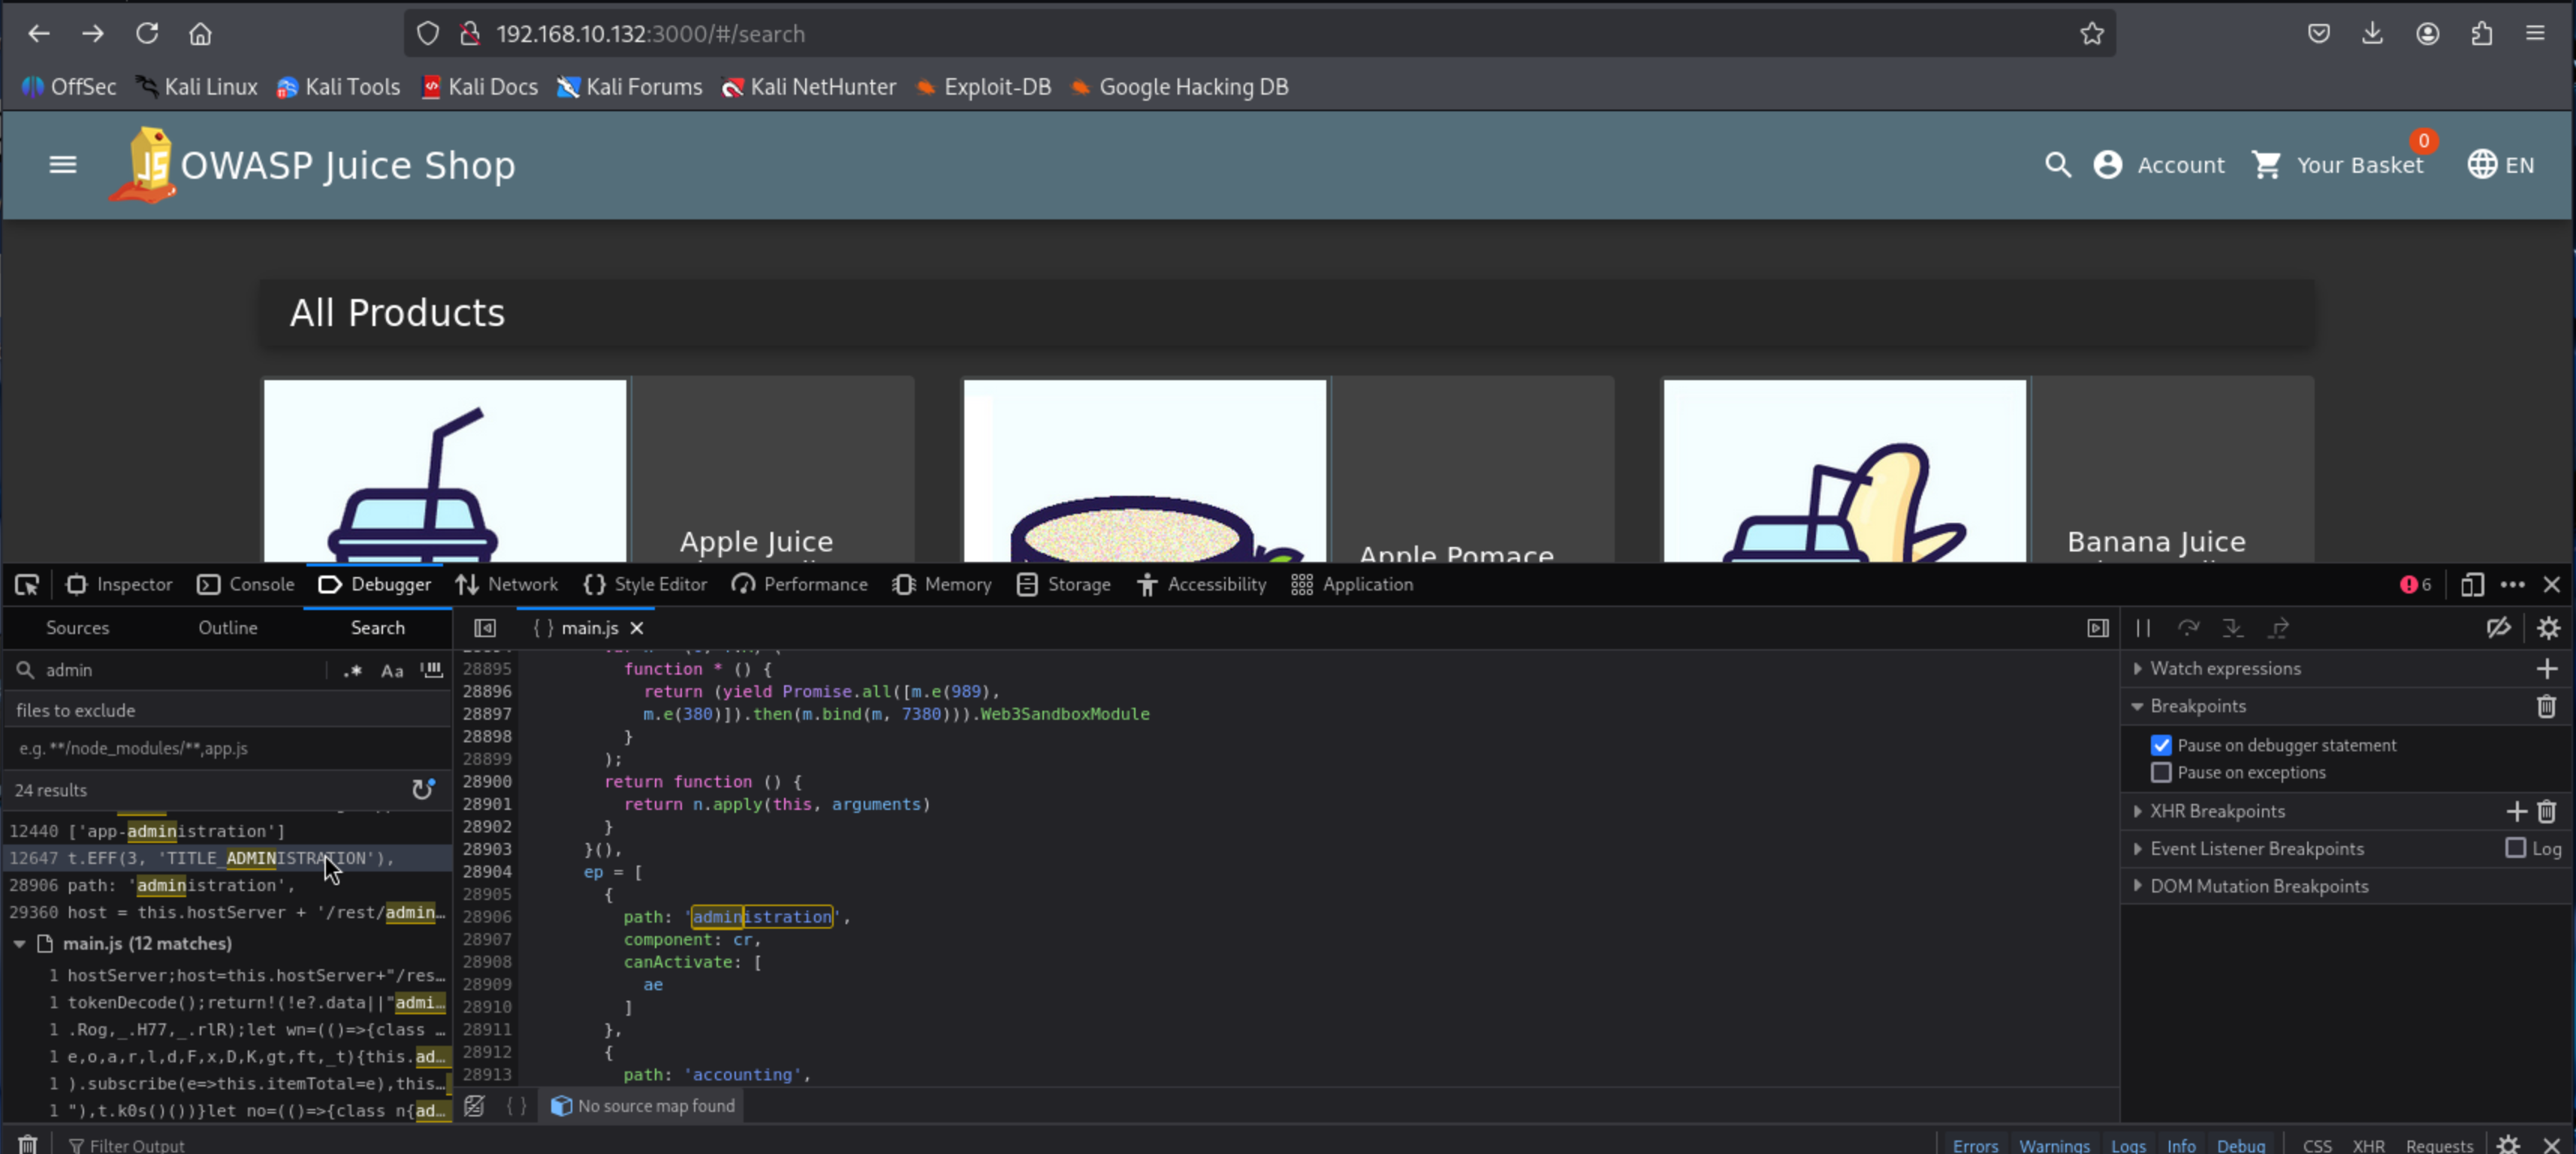 192.168.10.132:3000/#/search
OffSec Kali Linux Kali Tools Kali Docs Kali Forums Kali NetHunter Exploit-DB Google Hacking DB
JS OWASP Juice Shop Account Your Basket 0 EN
All Products
Apple Juice Apple Pomace Banana Juice
Inspector Console Debugger Network Style Editor Performance Memory Storage Accessibility Application 6
Sources Outline Search
admin .* Aa
files to exclude
e.g. **/node_modules/**,app.js
24 results
12440 ['app-administration']
12647 t.EFF(3, 'TITLE_ADMINISTRATION'),
28906 path: 'administration',
29360 host = this.hostServer + '/rest/admin…
main.js (12 matches)
1 hostServer;host=this.hostServer+"/res…
1 tokenDecode();return!(!e?.data||"admi…
1 .Rog,_.H77,_.rlR);let wn=(()=>{class …
1 e,o,a,r,l,d,F,x,D,K,gt,ft,_t){this.ad…
1 ).subscribe(e=>this.itemTotal=e),this…
1 "),t.k0s()())}let no=(()=>{class n{ad…
{ } main.js
28895 function * () {
28896 return (yield Promise.all([m.e(989),
28897 m.e(380)]).then(m.bind(m, 7380))).Web3SandboxModule
28898 }
28899 );
28900 return function () {
28901 return n.apply(this, arguments)
28902 }
28903 }(),
28904 ep = [
28905 {
28906 path: 'administration',
28907 component: cr,
28908 canActivate: [
28909 ae
28910 ]
28911 },
28912 {
28913 path: 'accounting',
{ } No source map found
Watch expressions
Breakpoints
Pause on debugger statement
Pause on exceptions
XHR Breakpoints
Event Listener Breakpoints Log
DOM Mutation Breakpoints
Filter Output Errors Warnings Logs Info Debug CSS XHR Requests